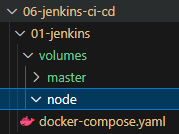 06-jenkins-ci-cd
01-jenkins
volumes
master
node
docker-compose.yaml